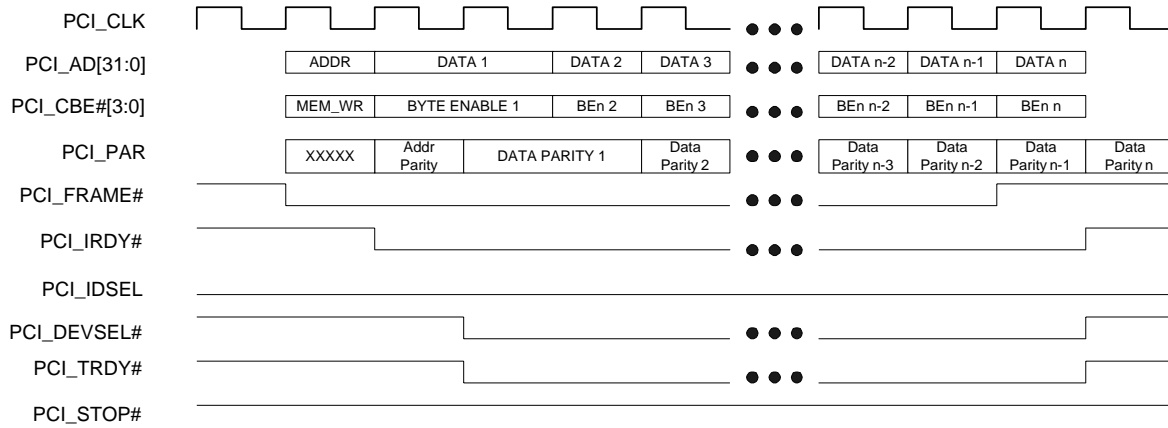 PCI_CLK
PCI_AD[31:0]
ADDR
DATA 1
DATA 2
DATA 3
DATA n-2
DATA n-1
DATA n
PCI_CBE#[3:0]
MEM_WR
BYTE ENABLE 1
BEn 2
BEn 3
BEn n-2
BEn n-1
BEn n
PCI_PAR
XXXXX
Addr
Parity
DATA PARITY 1
Data
Parity 2
Data
Parity n-3
Data
Parity n-2
Data
Parity n-1
Data
Parity n
PCI_FRAME#
PCI_IRDY#
PCI_IDSEL
PCI_DEVSEL#
PCI_TRDY#
PCI_STOP#